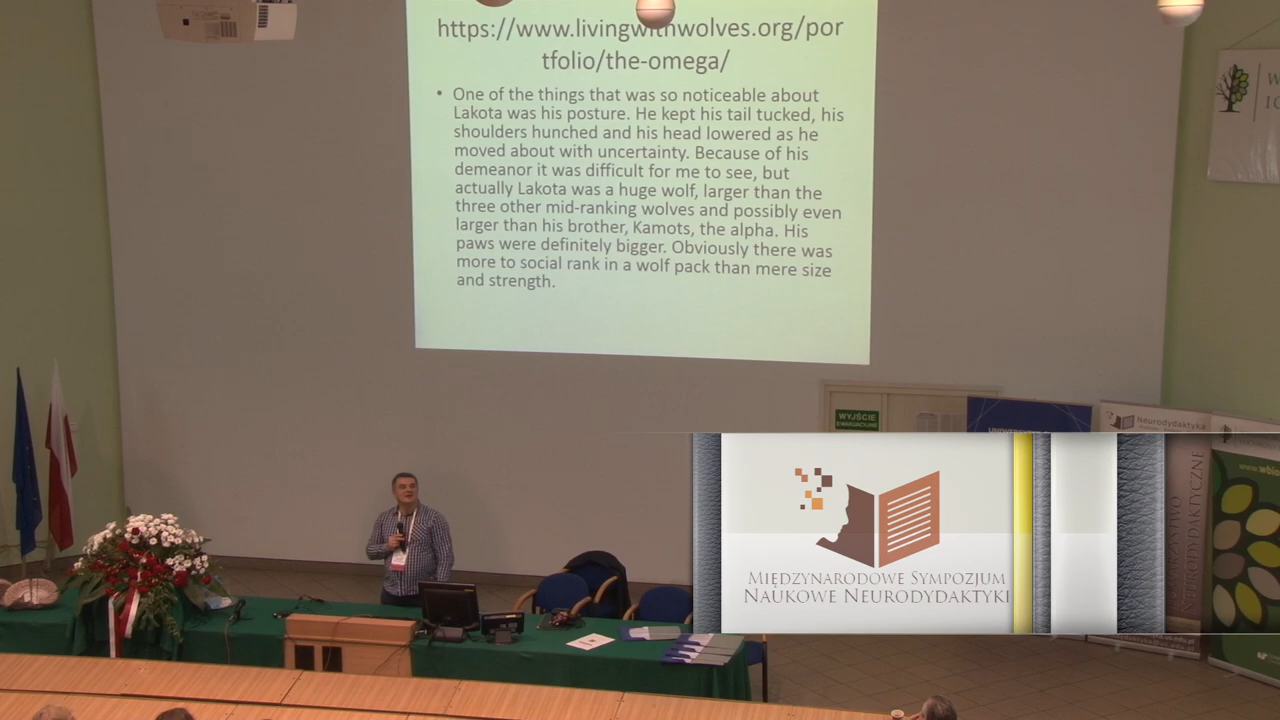 https://www.livingwithwolves.org/por
tfolio/the-omega/
• One of the things that was so noticeable about
Lakota was his posture. He kept his tail tucked, his
shoulders hunched and his head lowered as he
moved about with uncertainty. Because of his
demeanor it was difficult for me to see, but
actually Lakota was a huge wolf, larger than the
three other mid-ranking wolves and possibly even
larger than his brother, Kamots, the alpha. His
paws were definitely bigger. Obviously there was
more to social rank in a wolf pack than mere size
and strength.
WYJŚCIE
EWAKUACYJNE
Neurodydaktyka
Międzynarodowe Sympozjum
Naukowe Neurodydaktyki
NEURODYDAKTYCZNE